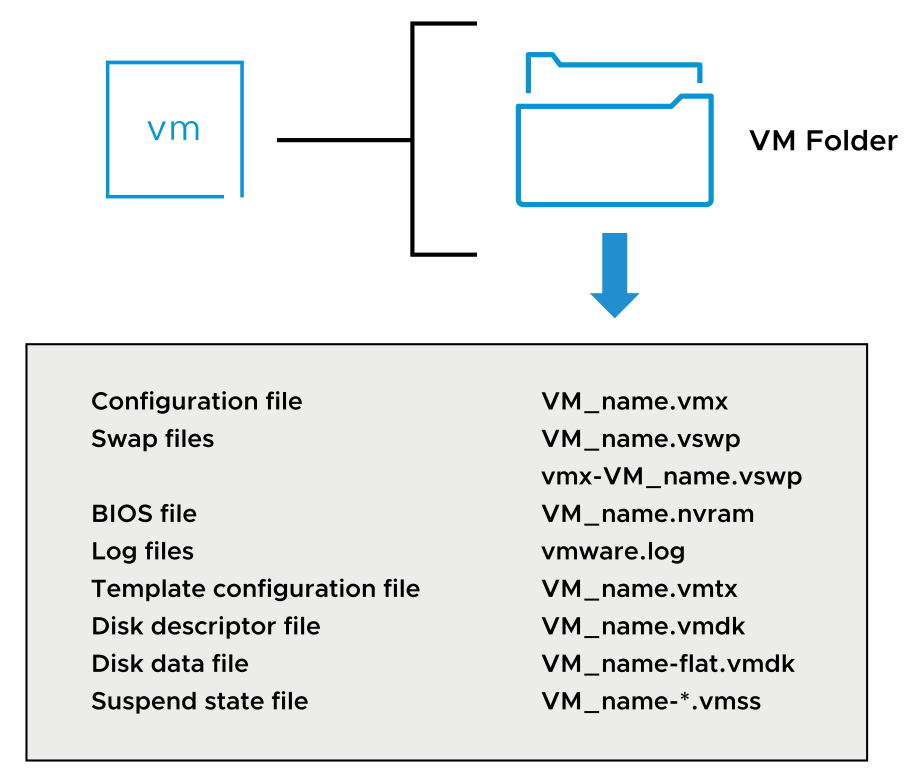 vm
VM Folder
Configuration file VM_name.vmx
Swap files VM_name.vswp
vmx-VM_name.vswp
BIOS file VM_name.nvram
Log files vmware.log
Template configuration file VM_name.vmtx
Disk descriptor file VM_name.vmdk
Disk data file VM_name-flat.vmdk
Suspend state file VM_name-*.vmss